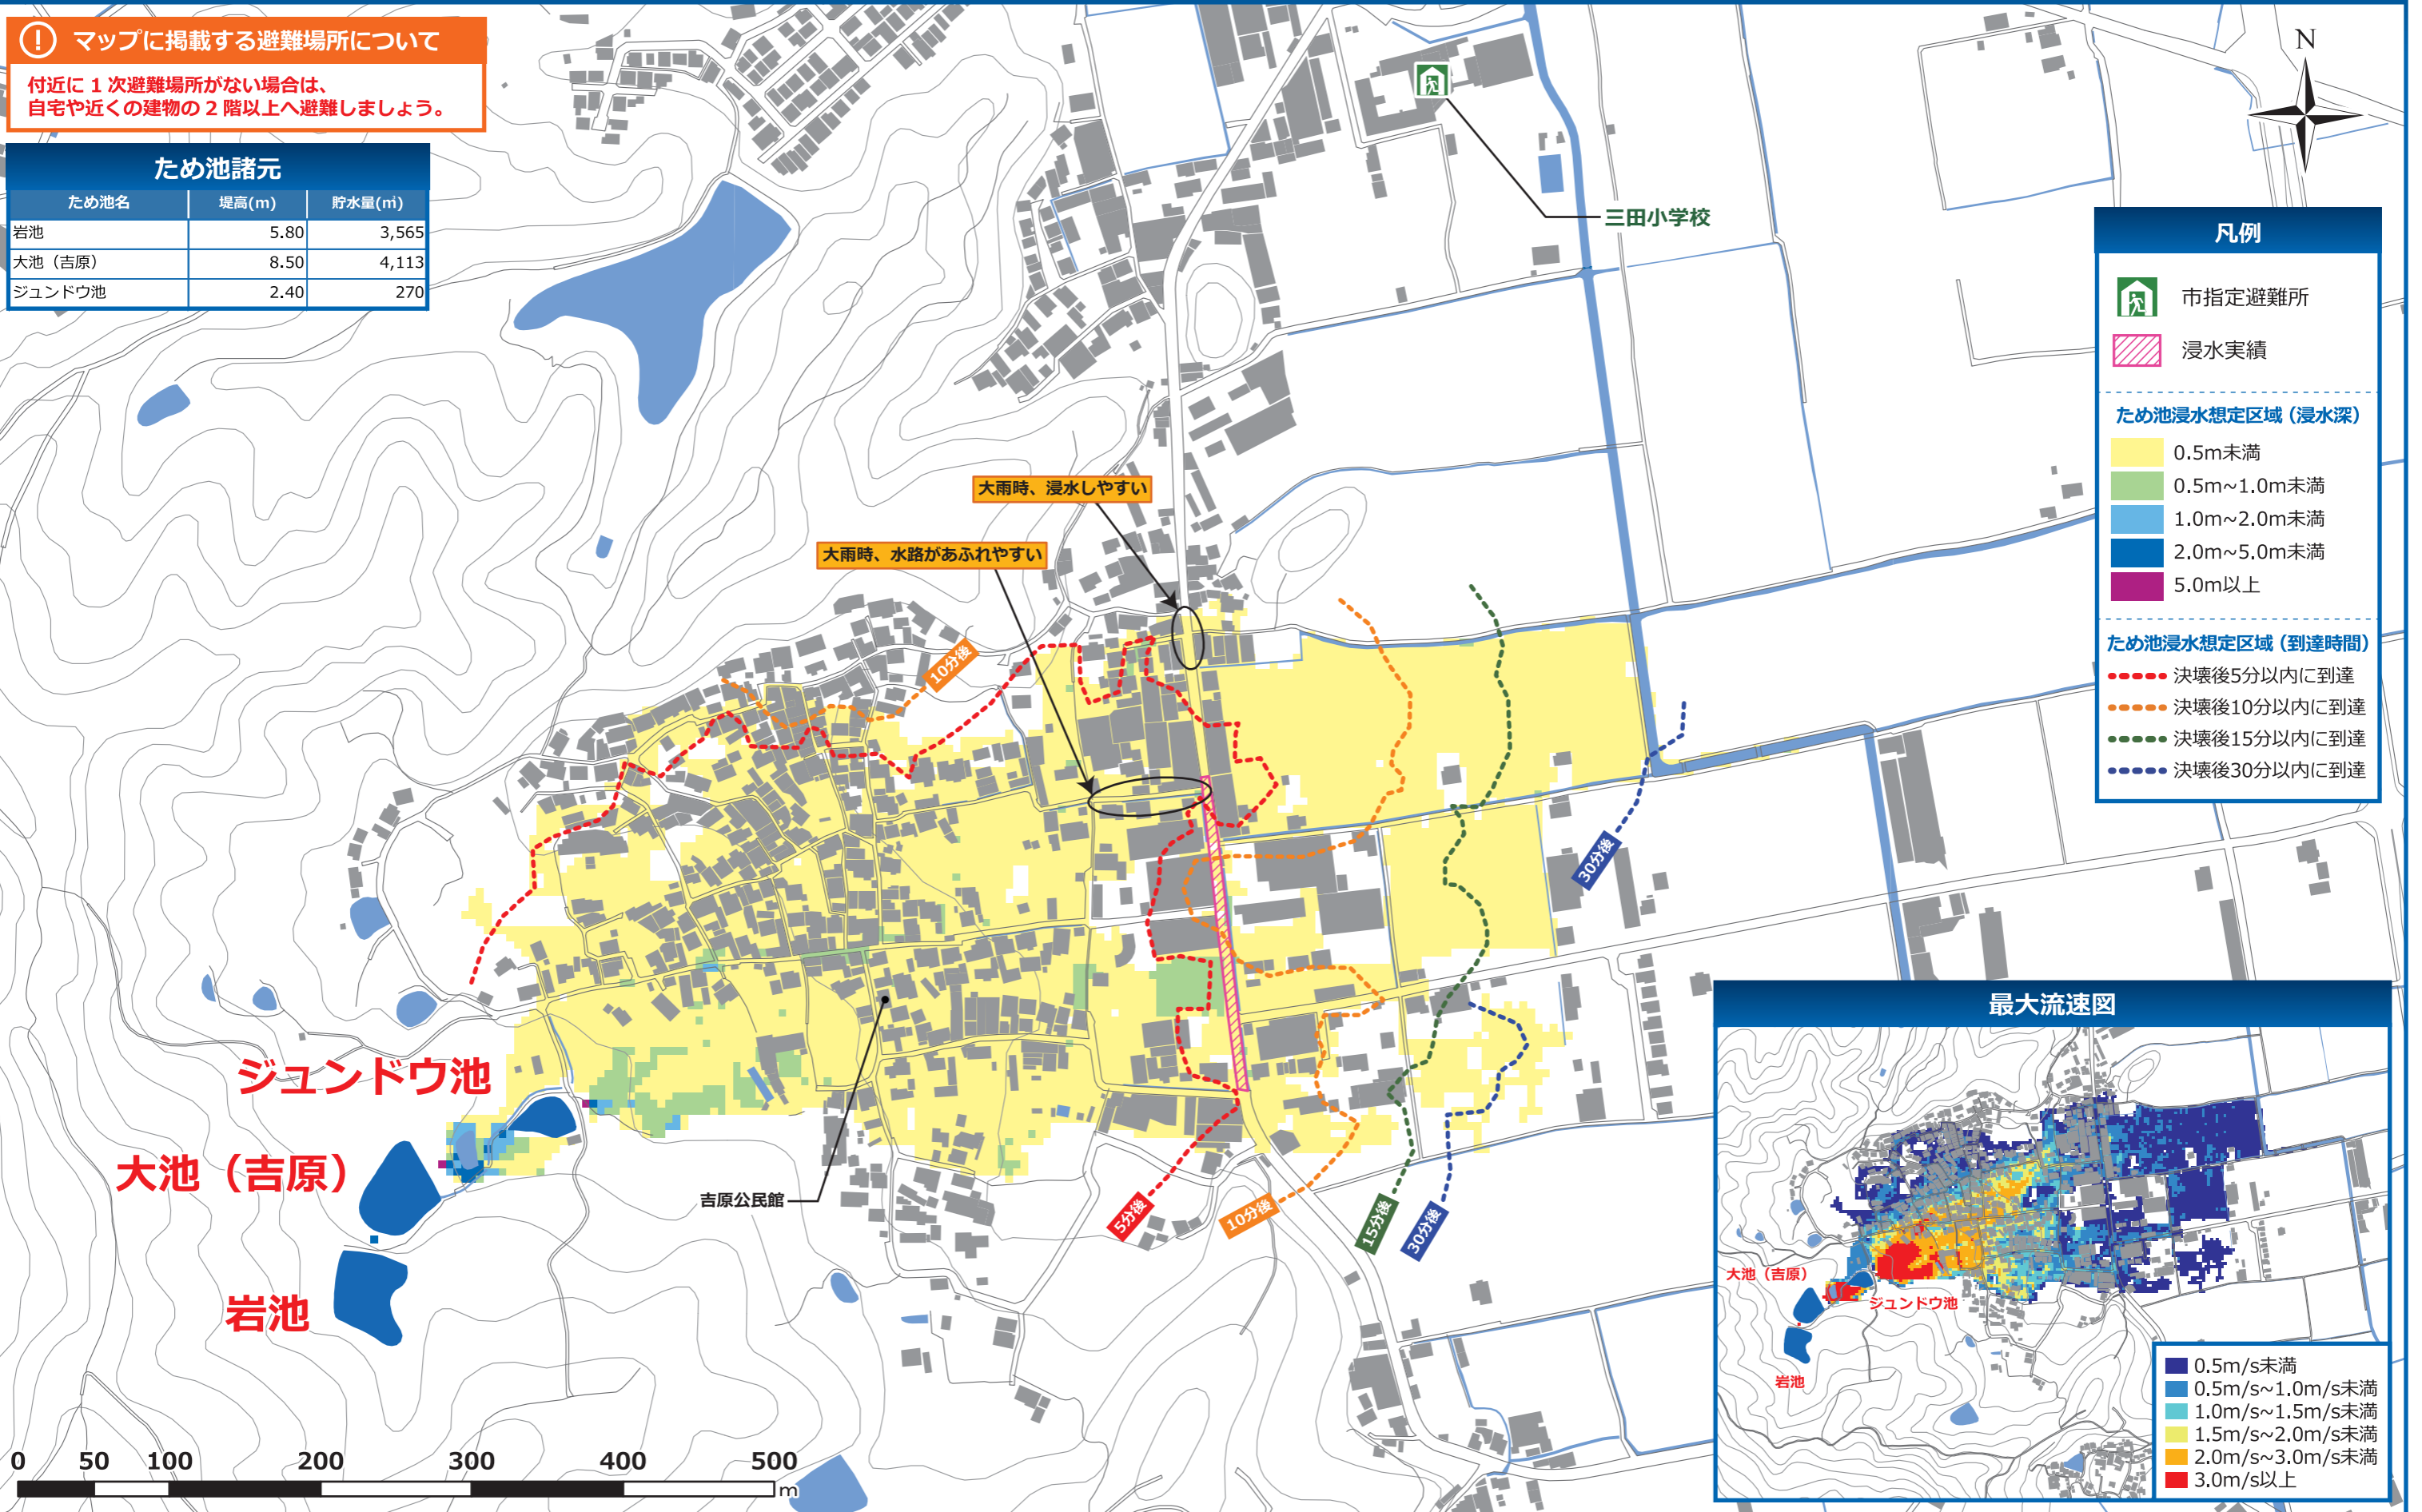 マップに掲載する避難場所について
付近に1次避難場所がない場合は、
自宅や近くの建物の2階以上へ避難しましょう。
ため池諸元
ため池名 堤高(m) 貯水量(㎥)
岩池 5.80 3,565
大池（吉原） 8.50 4,113
ジュンドウ池 2.40 270
N
三田小学校
凡例
市指定避難所
浸水実績
ため池浸水想定区域（浸水深）
0.5m未満
0.5m~1.0m未満
1.0m~2.0m未満
2.0m~5.0m未満
5.0m以上
ため池浸水想定区域（到達時間）
決壊後5分以内に到達
決壊後10分以内に到達
決壊後15分以内に到達
決壊後30分以内に到達
大雨時、浸水しやすい
大雨時、水路があふれやすい
10分後
30分後
ジュンドウ池
大池（吉原）
岩池
吉原公民館
5分後
10分後
15分後
30分後
最大流速図
大池（吉原）
ジュンドウ池
岩池
0.5m/s未満
0.5m/s~1.0m/s未満
1.0m/s~1.5m/s未満
1.5m/s~2.0m/s未満
2.0m/s~3.0m/s未満
3.0m/s以上
0 50 100 200 300 400 500
m